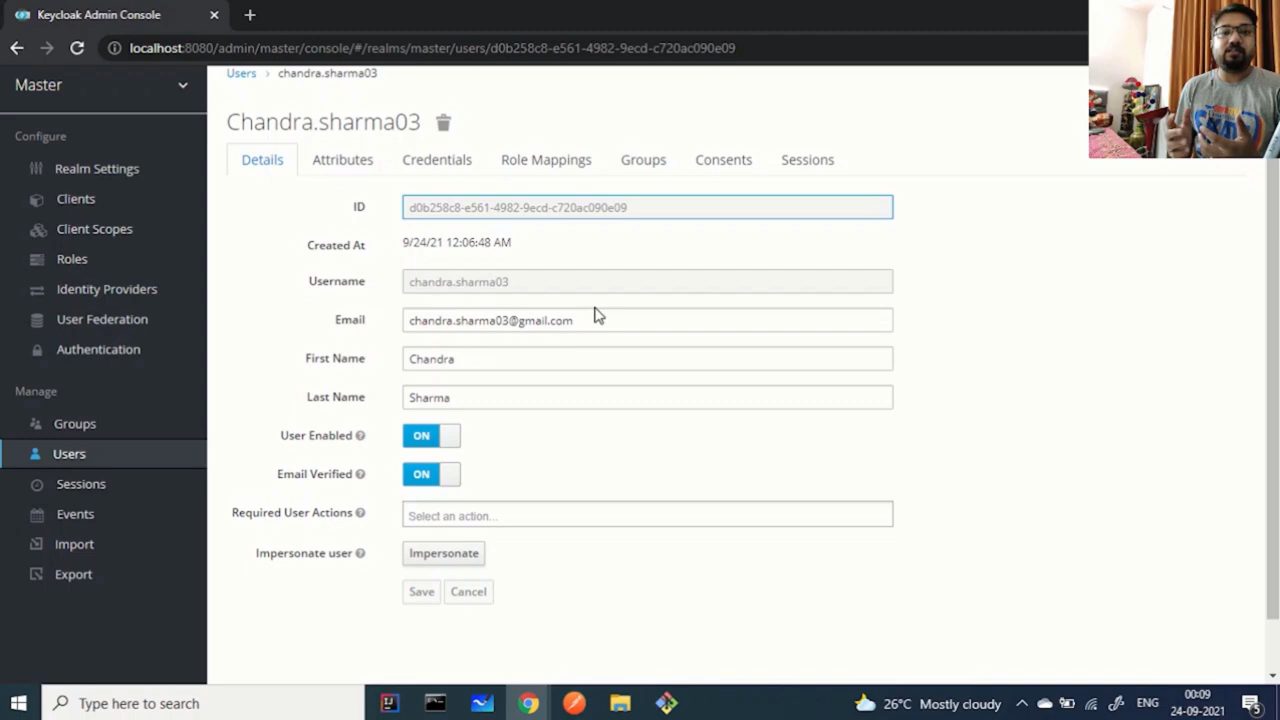 Keycloak Admin Console
localhost:8080/admin/master/console/#/realms/master/users/d0b258c8-e561-4982-9ecd-c720ac090e09
Master
Users > chandra.sharma03
Chandra.sharma03
Configure
Realm Settings
Clients
Client Scopes
Roles
Identity Providers
User Federation
Authentication
Manage
Groups
Users
Sessions
Events
Import
Export
Details Attributes Credentials Role Mappings Groups Consents Sessions
ID d0b258c8-e561-4982-9ecd-c720ac090e09
Created At 9/24/21 12:06:48 AM
Username chandra.sharma03
Email chandra.sharma03@gmail.com
First Name Chandra
Last Name Sharma
User Enabled ON
Email Verified ON
Required User Actions Select an action...
Impersonate user Impersonate
Save Cancel
Type here to search
26°C Mostly cloudy
ENG
00:09
24-09-2021
5